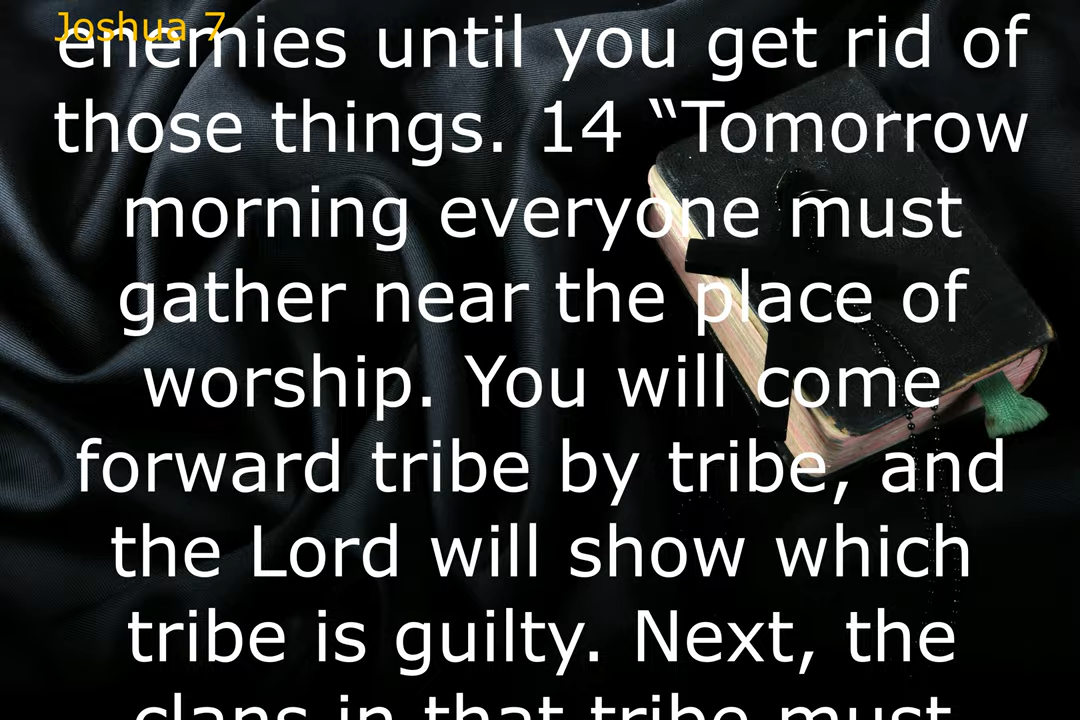 Joshua 7
enemies until you get rid of
those things. 14 “Tomorrow
morning everyone must
gather near the place of
worship. You will come
forward tribe by tribe, and
the Lord will show which
tribe is guilty. Next, the
clans in that tribe must